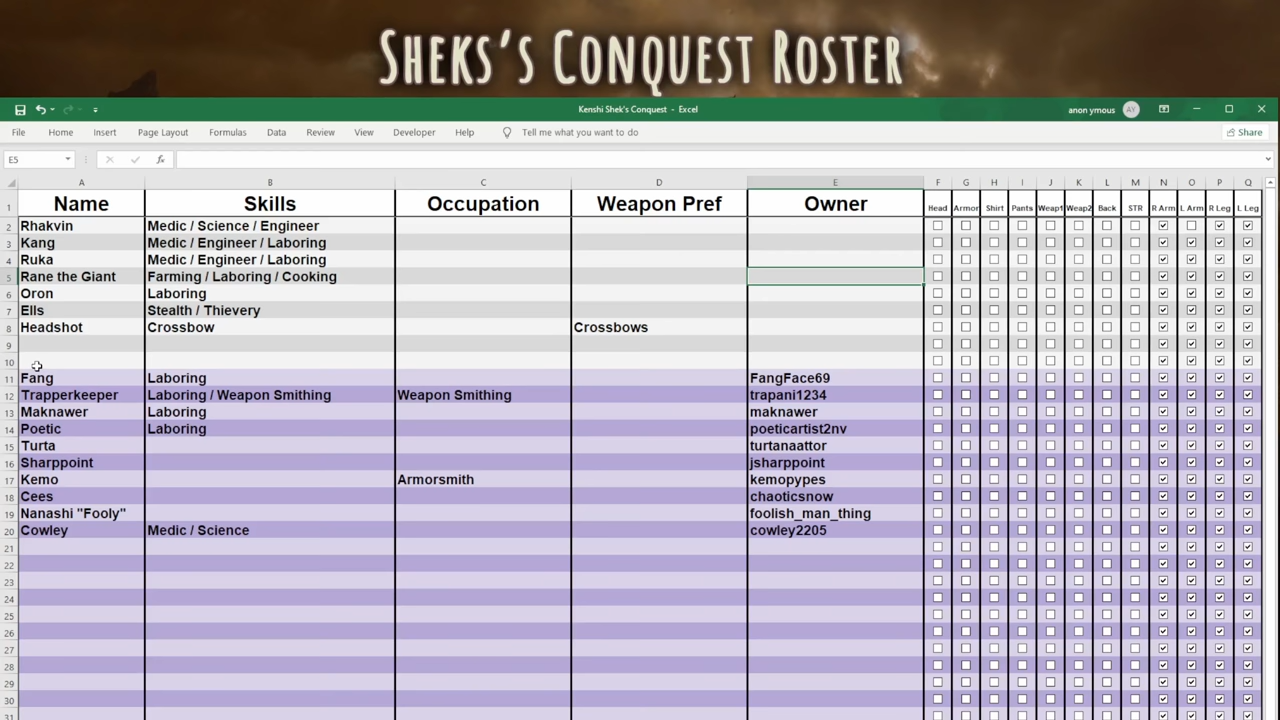 SHEKS'S CONQUEST ROSTER
Kenshi Shek's Conquest - Excel
anon ymous AY
File Home Insert Page Layout Formulas Data Review View Developer Help Tell me what you want to do Share
E5 fx
A B C D E F G H I J K L M N O P Q
1 Name Skills Occupation Weapon Pref Owner Head Armor Shirt Pants Weap1 Weap2 Back STR R Arm L Arm R Leg L Leg
2 Rhakvin Medic / Science / Engineer
3 Kang Medic / Engineer / Laboring
4 Ruka Medic / Engineer / Laboring
5 Rane the Giant Farming / Laboring / Cooking
6 Oron Laboring
7 Ells Stealth / Thievery
8 Headshot Crossbow Crossbows
9
10
11 Fang Laboring FangFace69
12 Trapperkeeper Laboring / Weapon Smithing Weapon Smithing trapani1234
13 Maknawer Laboring maknawer
14 Poetic Laboring poeticartist2nv
15 Turta turtanaattor
16 Sharppoint jsharppoint
17 Kemo Armorsmith kemopypes
18 Cees chaoticsnow
19 Nanashi "Fooly" foolish_man_thing
20 Cowley Medic / Science cowley2205
21
22
23
24
25
26
27
28
29
30
31